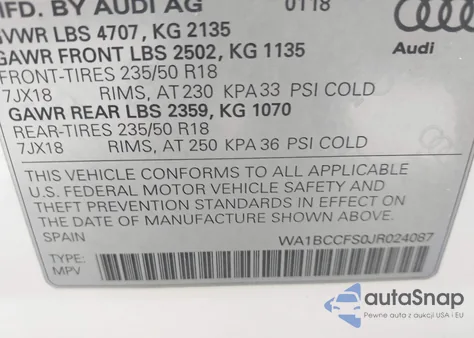 MFD. BY AUDI AG 0118
GVWR LBS 4707, KG 2135
GAWR FRONT LBS 2502, KG 1135
Audi
FRONT-TIRES 235/50 R18
7JX18 RIMS, AT 230 KPA 33 PSI COLD
GAWR REAR LBS 2359, KG 1070
REAR-TIRES 235/50 R18
7JX18 RIMS, AT 250 KPA 36 PSI COLD
THIS VEHICLE CONFORMS TO ALL APPLICABLE
U.S. FEDERAL MOTOR VEHICLE SAFETY AND
THEFT PREVENTION STANDARDS IN EFFECT ON
THE DATE OF MANUFACTURE SHOWN ABOVE.
SPAIN WA1BCCFS0JR024087
TYPE:
MPV
autoSnap
Pewne auta z USA i EU